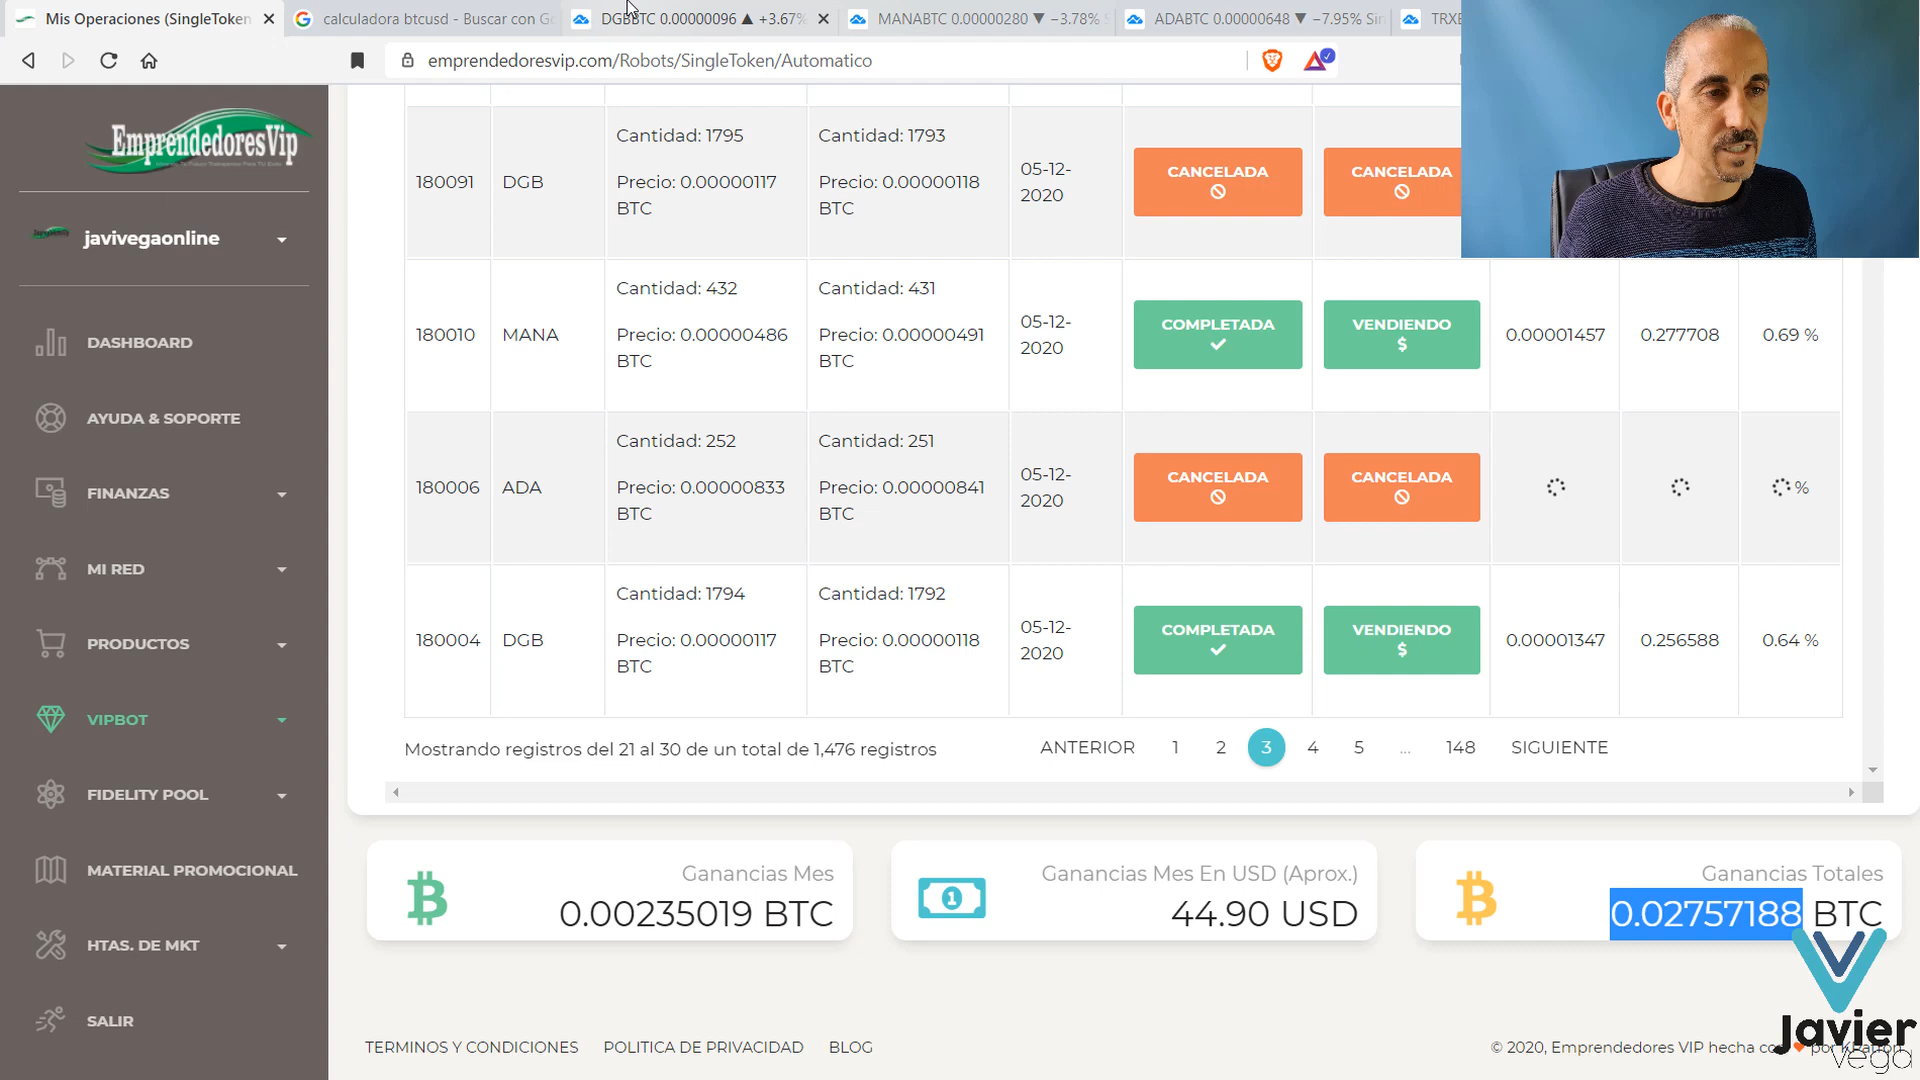 Mis Operaciones (SingleToken
calculadora btcusd - Buscar con Go
DGBBTC 0.00000096 ▲ +3.67%
MANABTC 0.00000280 ▼ −3.78%
ADABTC 0.00000648 ▼ −7.95% Sin
TRXB
emprendedoresvip.com/Robots/SingleToken/Automatico
EmprendedoresVip
javivegaonline
DASHBOARD
AYUDA & SOPORTE
FINANZAS
MI RED
PRODUCTOS
VIPBOT
FIDELITY POOL
MATERIAL PROMOCIONAL
HTAS. DE MKT
SALIR
180091 DGB Cantidad: 1795 Cantidad: 1793 05-12- CANCELADA CANCELADA
Precio: 0.00000117 Precio: 0.00000118 2020
BTC BTC
180010 MANA Cantidad: 432 Cantidad: 431 05-12- COMPLETADA VENDIENDO 0.00001457 0.277708 0.69 %
Precio: 0.00000486 Precio: 0.00000491 2020 $
BTC BTC
180006 ADA Cantidad: 252 Cantidad: 251 05-12- CANCELADA CANCELADA %
Precio: 0.00000833 Precio: 0.00000841 2020
BTC BTC
180004 DGB Cantidad: 1794 Cantidad: 1792 05-12- COMPLETADA VENDIENDO 0.00001347 0.256588 0.64 %
Precio: 0.00000117 Precio: 0.00000118 2020 $
BTC BTC
Mostrando registros del 21 al 30 de un total de 1,476 registros
ANTERIOR 1 2 3 4 5 ... 148 SIGUIENTE
Ganancias Mes
0.00235019 BTC
Ganancias Mes En USD (Aprox.)
44.90 USD
Ganancias Totales
0.02757188 BTC
TERMINOS Y CONDICIONES POLITICA DE PRIVACIDAD BLOG
© 2020, Emprendedores VIP hecha por
Javier
Vega